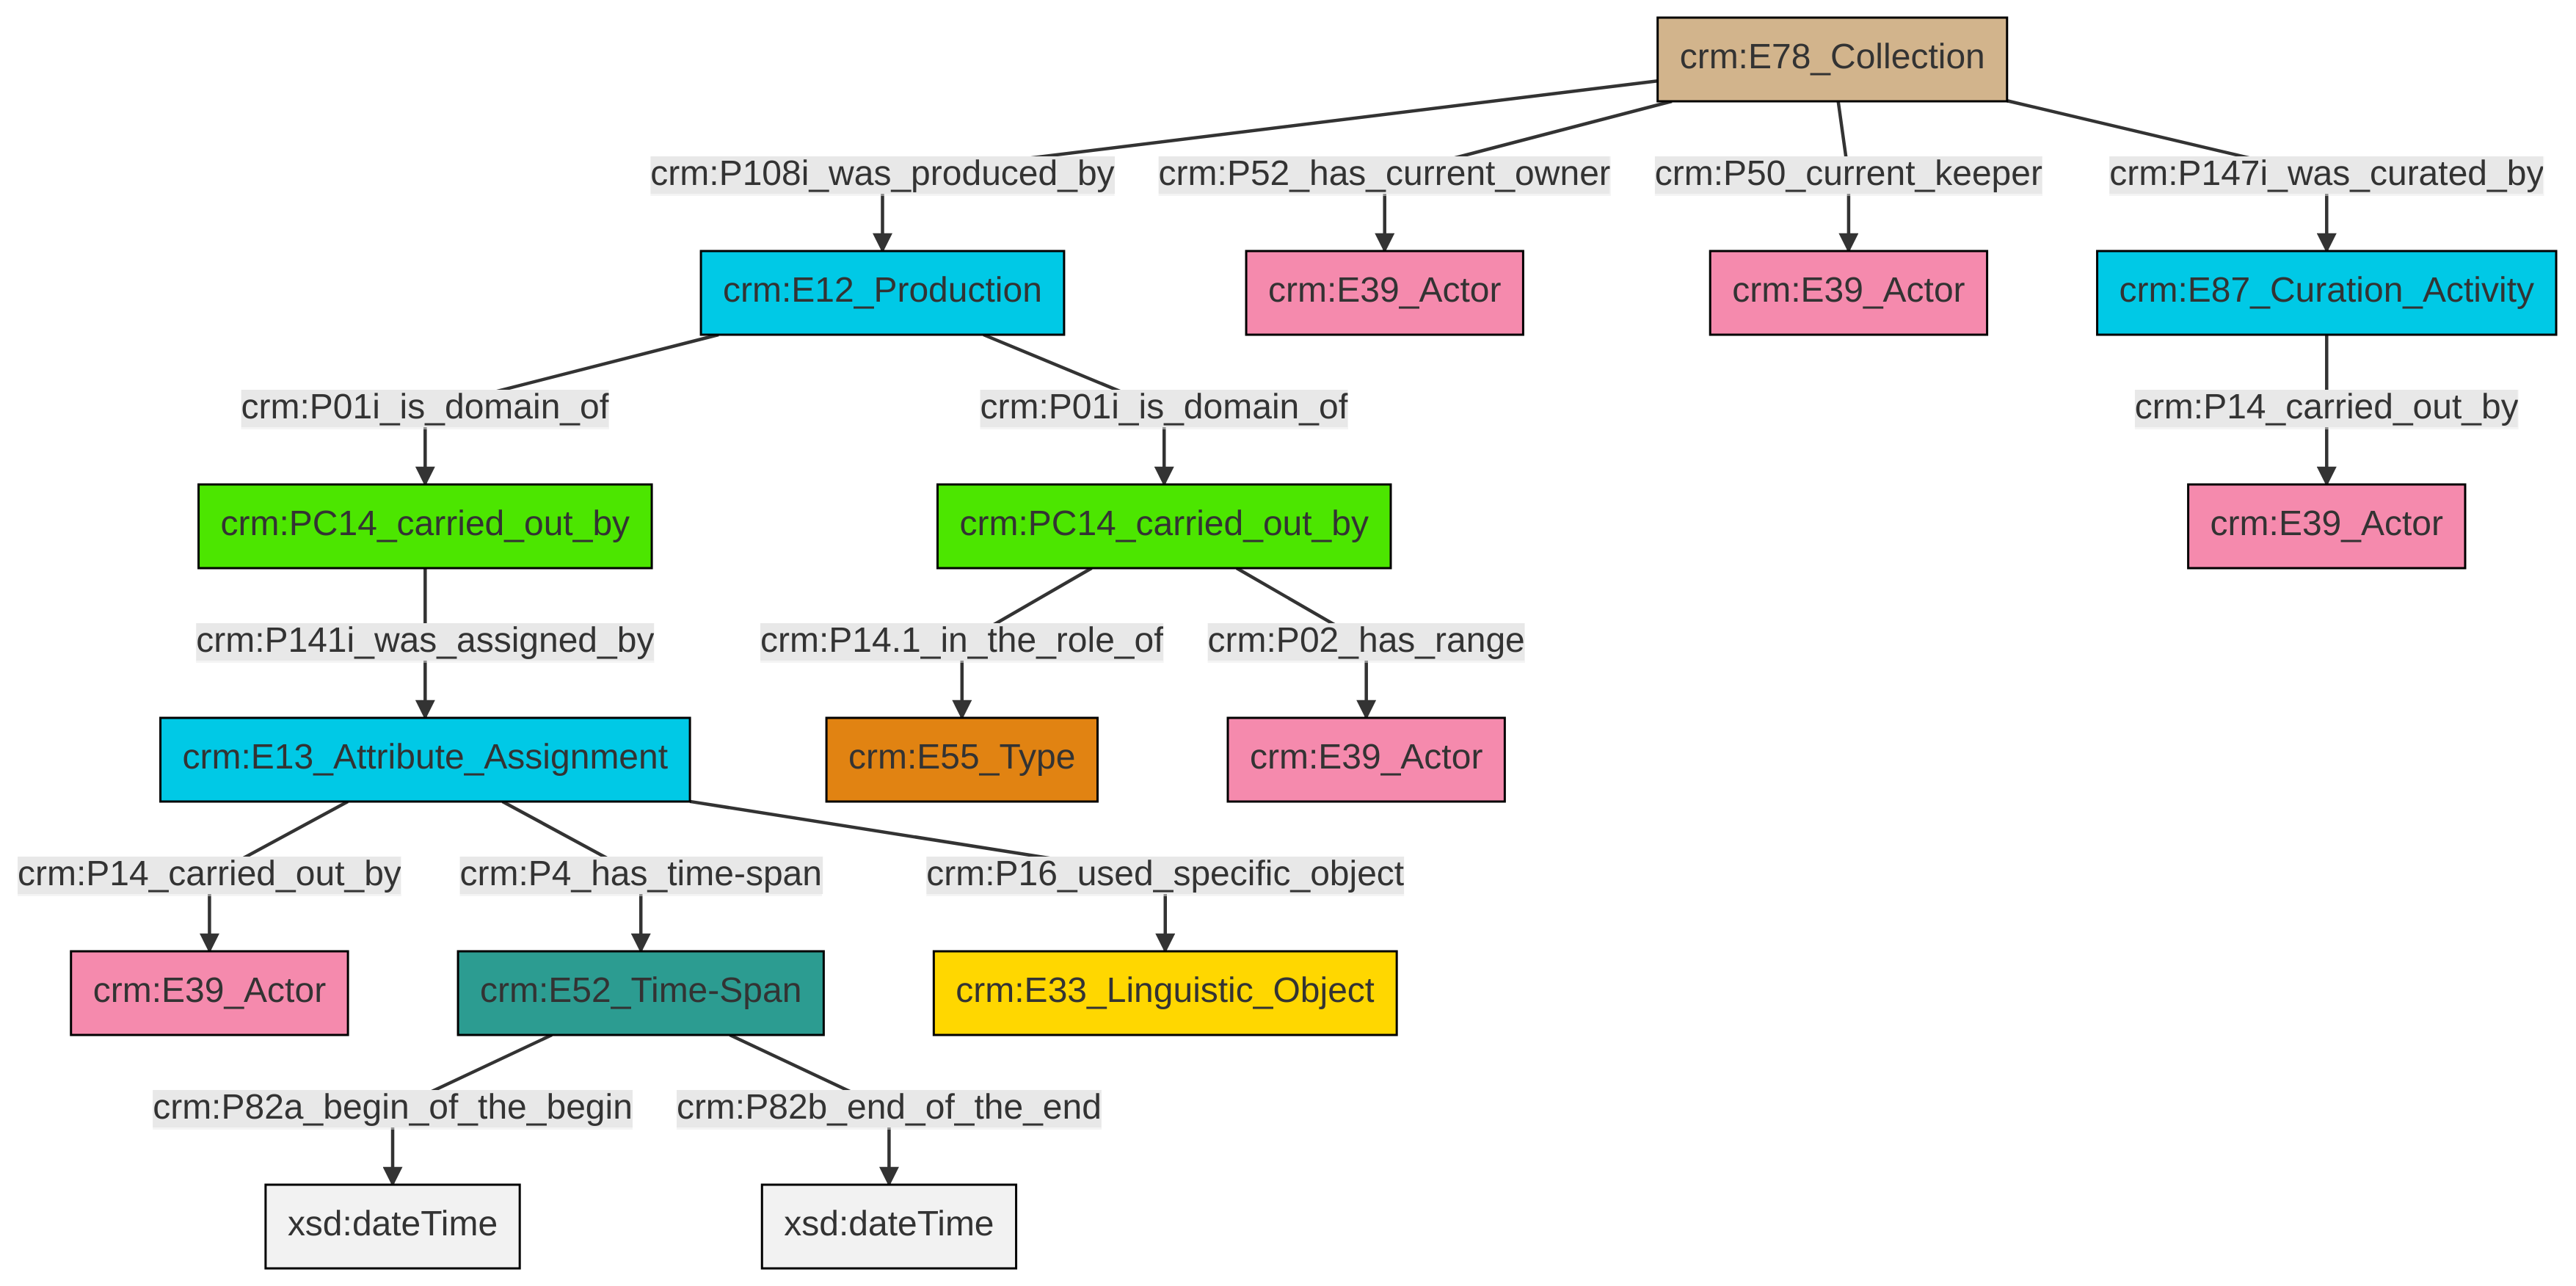 crm:E78_Collection
crm:P108i_was_produced_by
crm:P52_has_current_owner
crm:P50_current_keeper
crm:P147i_was_curated_by
crm:E12_Production
crm:E39_Actor
crm:E39_Actor
crm:E87_Curation_Activity
crm:P01i_is_domain_of
crm:P01i_is_domain_of
crm:P14_carried_out_by
crm:PC14_carried_out_by
crm:PC14_carried_out_by
crm:E39_Actor
crm:P141i_was_assigned_by
crm:P14.1_in_the_role_of
crm:P02_has_range
crm:E13_Attribute_Assignment
crm:E55_Type
crm:E39_Actor
crm:P14_carried_out_by
crm:P4_has_time-span
crm:P16_used_specific_object
crm:E39_Actor
crm:E52_Time-Span
crm:E33_Linguistic_Object
crm:P82a_begin_of_the_begin
crm:P82b_end_of_the_end
xsd:dateTime
xsd:dateTime